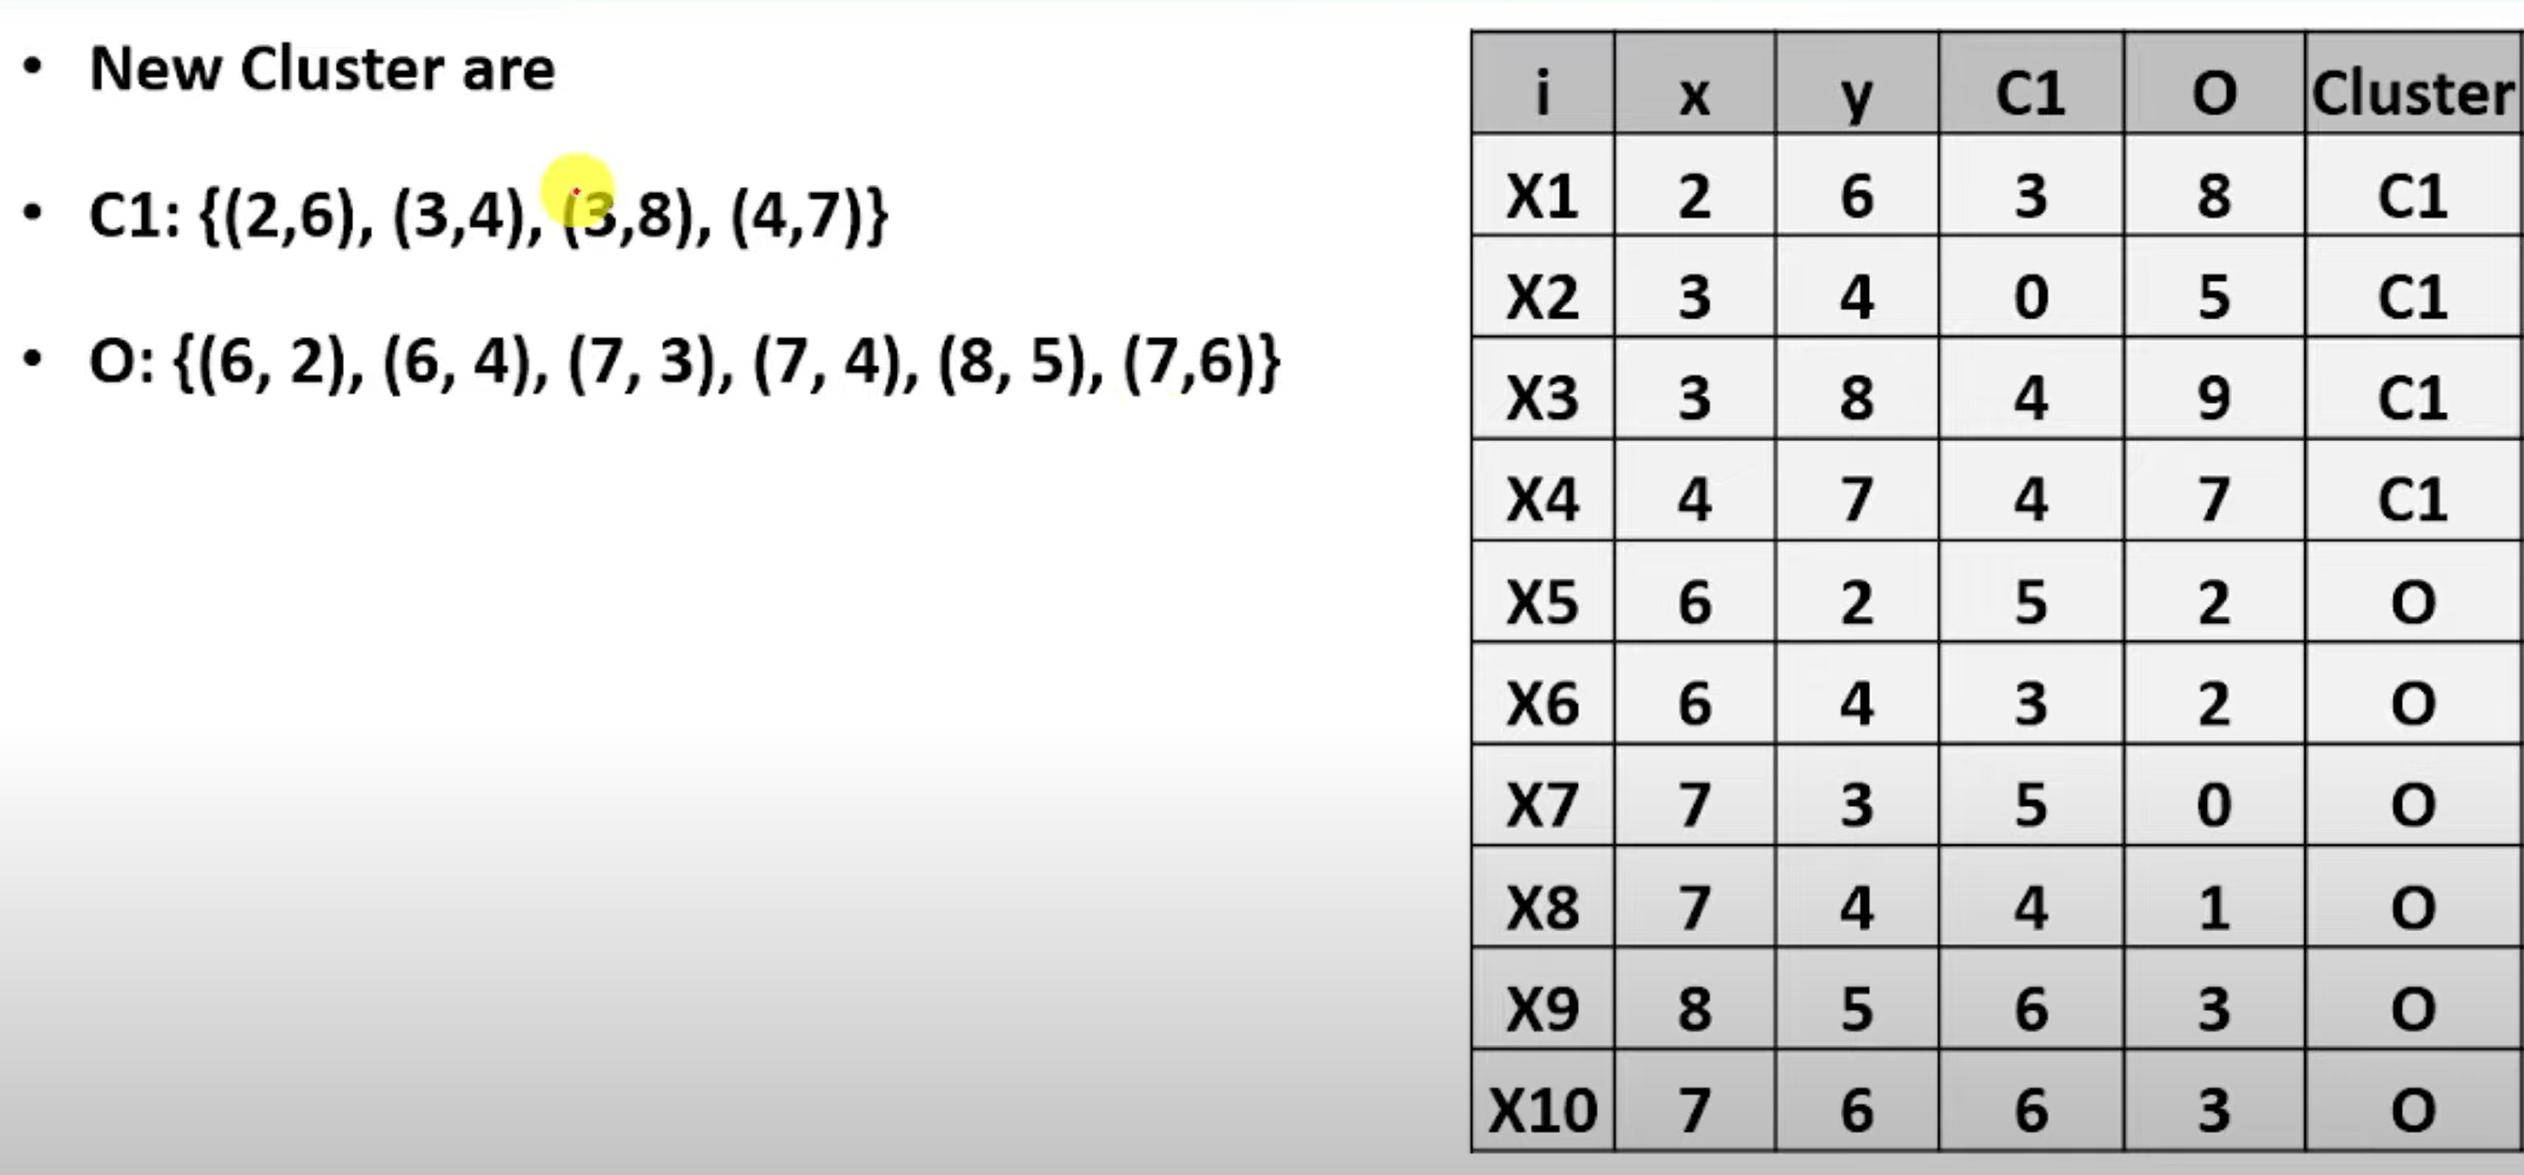 • New Cluster are
• C1: {(2,6), (3,4), (3,8), (4,7)}
• O: {(6, 2), (6, 4), (7, 3), (7, 4), (8, 5), (7,6)}
i x y C1 O Cluster
X1 2 6 3 8 C1
X2 3 4 0 5 C1
X3 3 8 4 9 C1
X4 4 7 4 7 C1
X5 6 2 5 2 O
X6 6 4 3 2 O
X7 7 3 5 0 O
X8 7 4 4 1 O
X9 8 5 6 3 O
X10 7 6 6 3 O